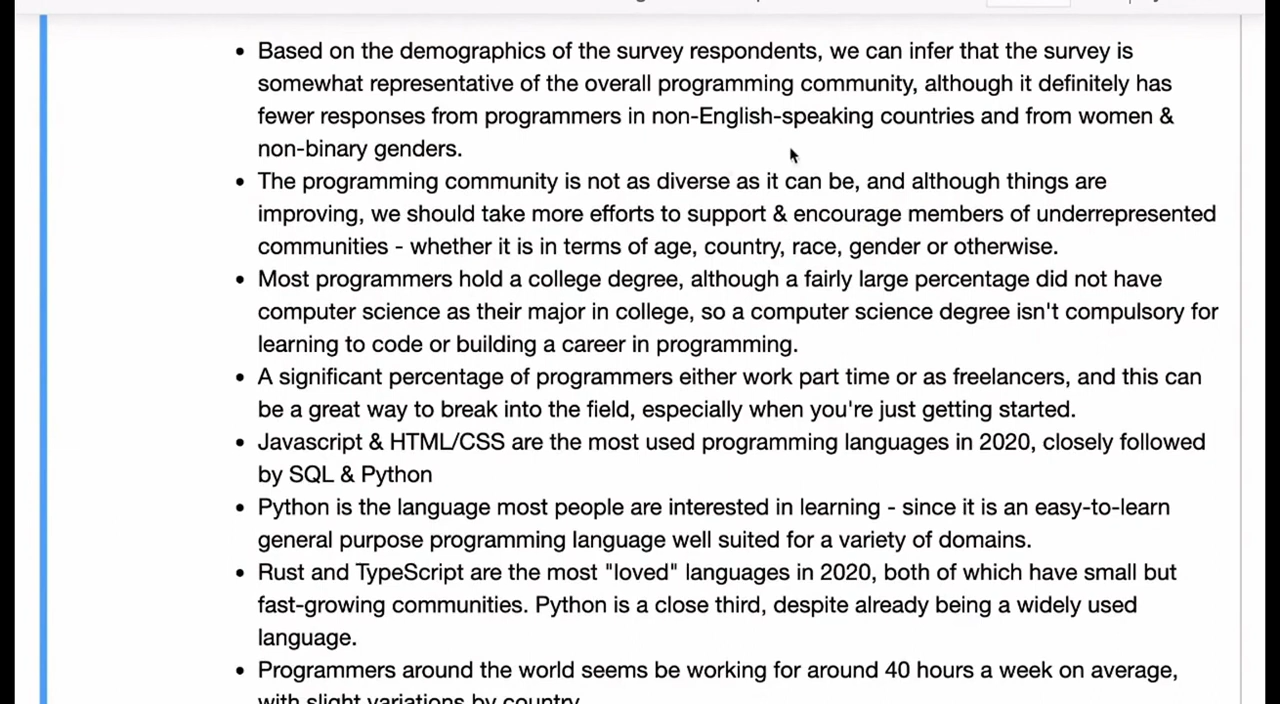 • Based on the demographics of the survey respondents, we can infer that the survey is
somewhat representative of the overall programming community, although it definitely has
fewer responses from programmers in non-English-speaking countries and from women &
non-binary genders.
• The programming community is not as diverse as it can be, and although things are
improving, we should take more efforts to support & encourage members of underrepresented
communities - whether it is in terms of age, country, race, gender or otherwise.
• Most programmers hold a college degree, although a fairly large percentage did not have
computer science as their major in college, so a computer science degree isn't compulsory for
learning to code or building a career in programming.
• A significant percentage of programmers either work part time or as freelancers, and this can
be a great way to break into the field, especially when you're just getting started.
• Javascript & HTML/CSS are the most used programming languages in 2020, closely followed
by SQL & Python
• Python is the language most people are interested in learning - since it is an easy-to-learn
general purpose programming language well suited for a variety of domains.
• Rust and TypeScript are the most "loved" languages in 2020, both of which have small but
fast-growing communities. Python is a close third, despite already being a widely used
language.
• Programmers around the world seems be working for around 40 hours a week on average,
with slight variations by country